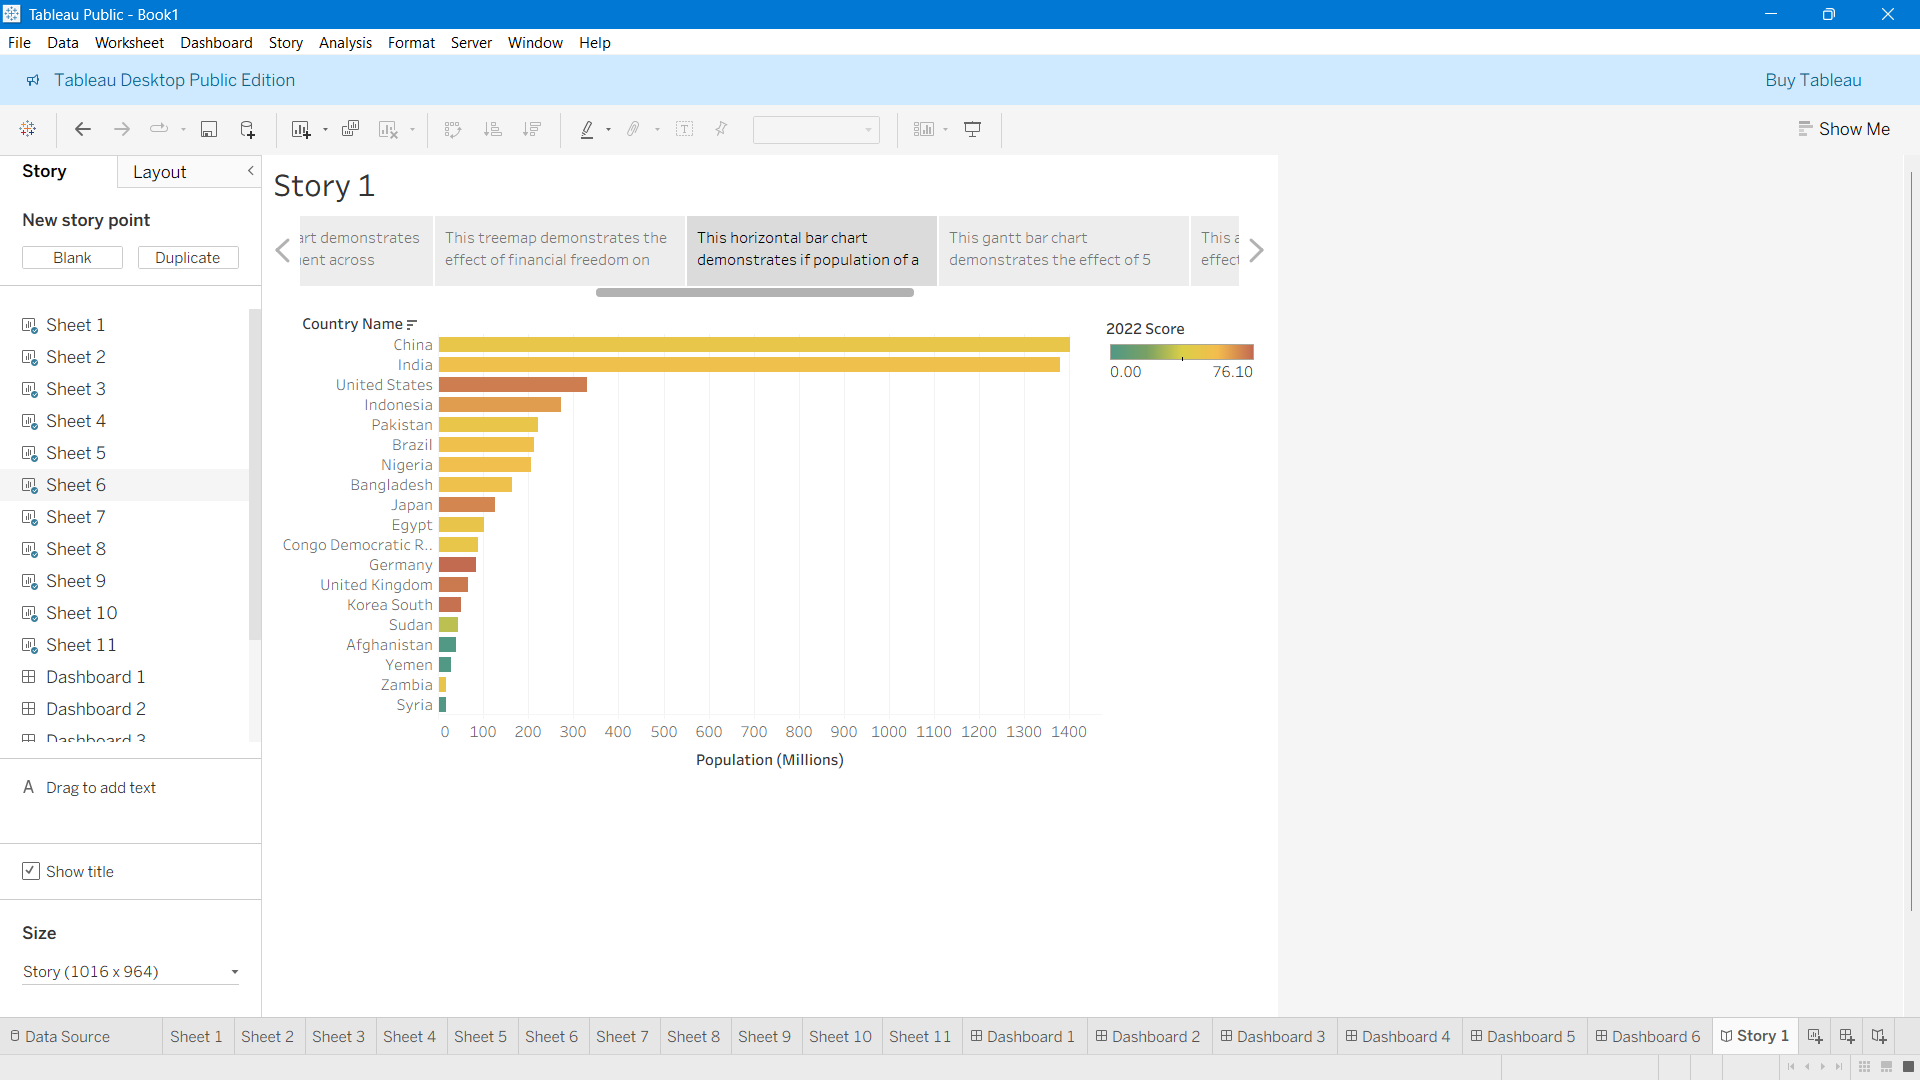 Tableau Public - Book1
File Data Worksheet Dashboard Story Analysis Format Server Window Help
Tableau Desktop Public Edition
Buy Tableau
Show Me
Story
Layout
New story point
Blank
Duplicate
Sheet 1
Sheet 2
Sheet 3
Sheet 4
Sheet 5
Sheet 6
Sheet 7
Sheet 8
Sheet 9
Sheet 10
Sheet 11
Dashboard 1
Dashboard 2
Dashboard 3
A Drag to add text
Show title
Size
Story (1016 x 964)
Story 1
art demonstrates
ent across
This treemap demonstrates the
effect of financial freedom on
This horizontal bar chart
demonstrates if population of a
This gantt bar chart
demonstrates the effect of 5
This a
effect
Country Name
China
India
United States
Indonesia
Pakistan
Brazil
Nigeria
Bangladesh
Japan
Egypt
Congo Democratic R..
Germany
United Kingdom
Korea South
Sudan
Afghanistan
Yemen
Zambia
Syria
0 100 200 300 400 500 600 700 800 900 1000 1100 1200 1300 1400
Population (Millions)
2022 Score
0.00 76.10
Data Source Sheet 1 Sheet 2 Sheet 3 Sheet 4 Sheet 5 Sheet 6 Sheet 7 Sheet 8 Sheet 9 Sheet 10 Sheet 11 Dashboard 1 Dashboard 2 Dashboard 3 Dashboard 4 Dashboard 5 Dashboard 6 Story 1